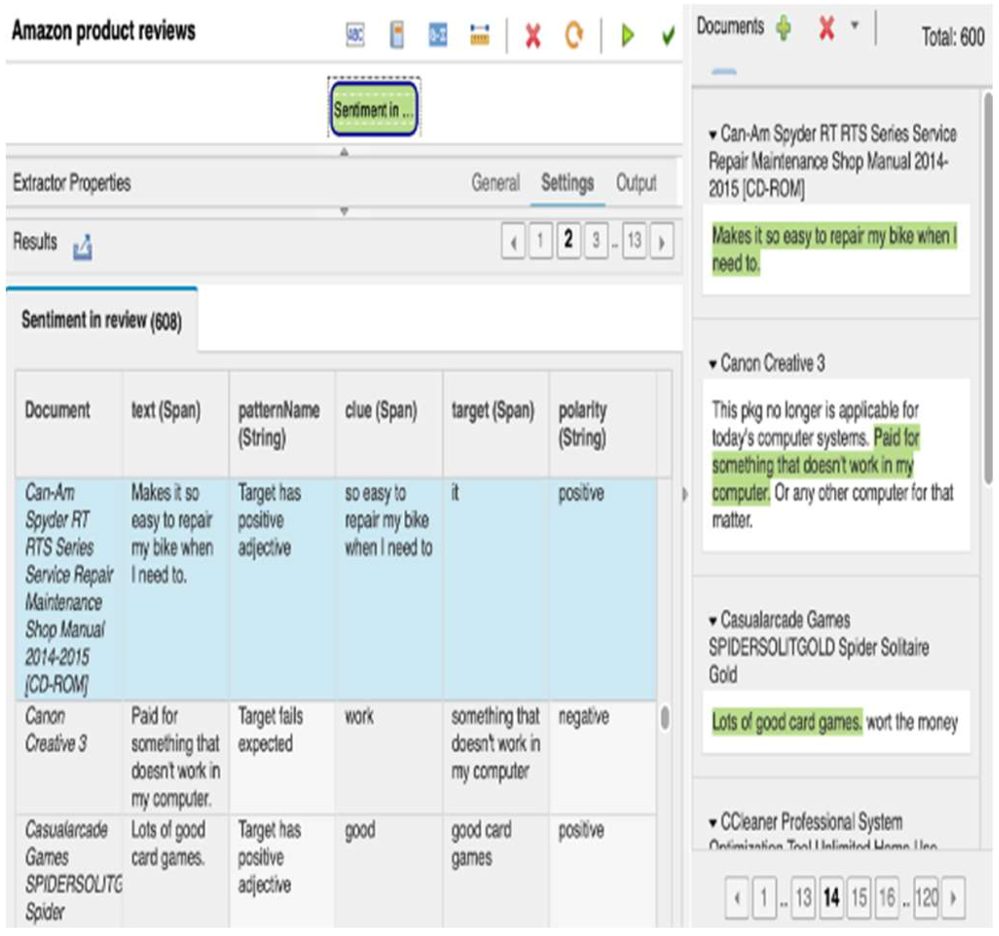 Amazon product reviews
ABC
Documents
Total: 600
Sentiment in ...
Extractor Properties
General Settings Output
Results
1 2 3 .. 13
Sentiment in review (608)
Document
text (Span)
patternName
(String)
clue (Span)
target (Span)
polarity
(String)
Can-Am
Spyder RT
RTS Series
Service Repair
Maintenance
Shop Manual
2014-2015
[CD-ROM]
Makes it so
easy to repair
my bike when
I need to.
Target has
positive
adjective
so easy to
repair my bike
when I need to
it
positive
Canon
Creative 3
Paid for
something that
doesn't work in
my computer.
Target fails
expected
work
something that
doesn't work in
my computer
negative
Casualarcade
Games
SPIDERSOLITG
Spider
Lots of good
card games.
Target has
positive
adjective
good
good card
games
positive
Can-Am Spyder RT RTS Series Service
Repair Maintenance Shop Manual 2014-
2015 [CD-ROM]
Makes it so easy to repair my bike when I
need to.
Canon Creative 3
This pkg no longer is applicable for
today's computer systems. Paid for
something that doesn't work in my
computer. Or any other computer for that
matter.
Casualarcade Games
SPIDERSOLITGOLD Spider Solitaire
Gold
Lots of good card games. wort the money
CCleaner Professional System
Optimization Tool Unlimited Home Use
1 .. 13 14 15 16 .. 120